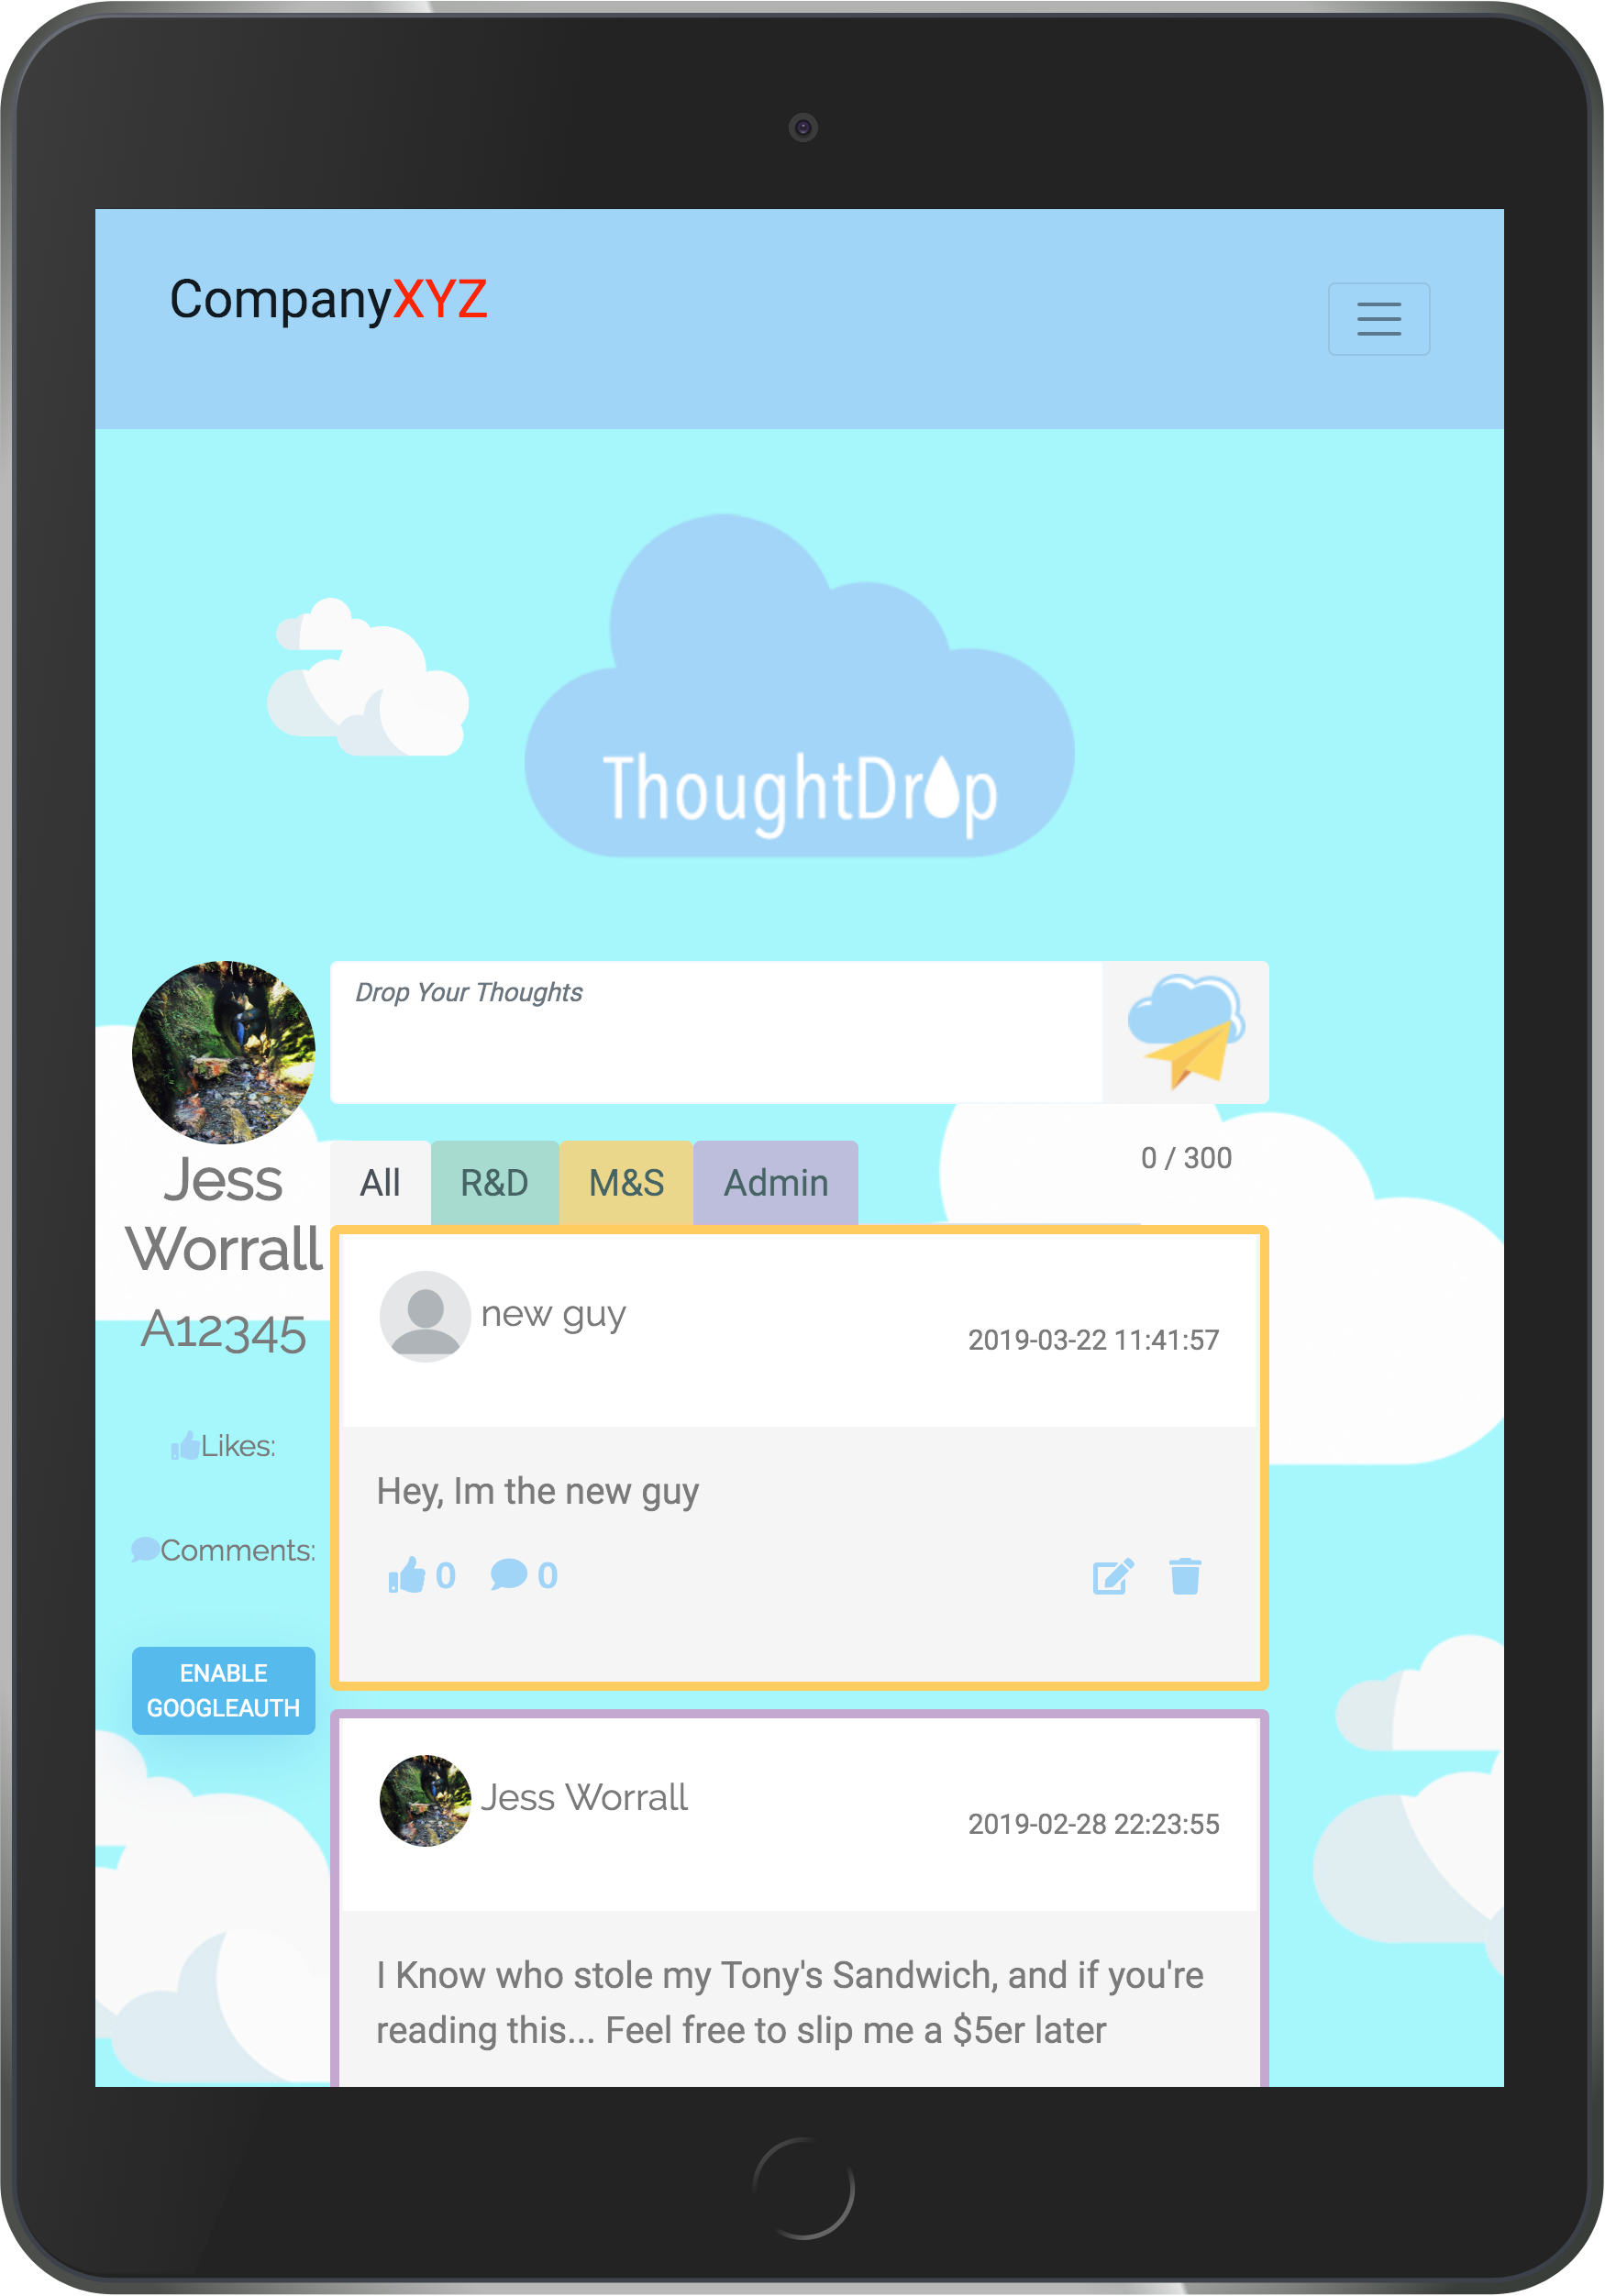 CompanyXYZ
ThoughtDrop
Drop Your Thoughts
0 / 300
All R&D M&S Admin
Jess
Worrall
A12345
Likes:
Comments:
ENABLE
GOOGLEAUTH
new guy
2019-03-22 11:41:57
Hey, Im the new guy
0 0
Jess Worrall
2019-02-28 22:23:55
I Know who stole my Tony's Sandwich, and if you're
reading this... Feel free to slip me a $5er later